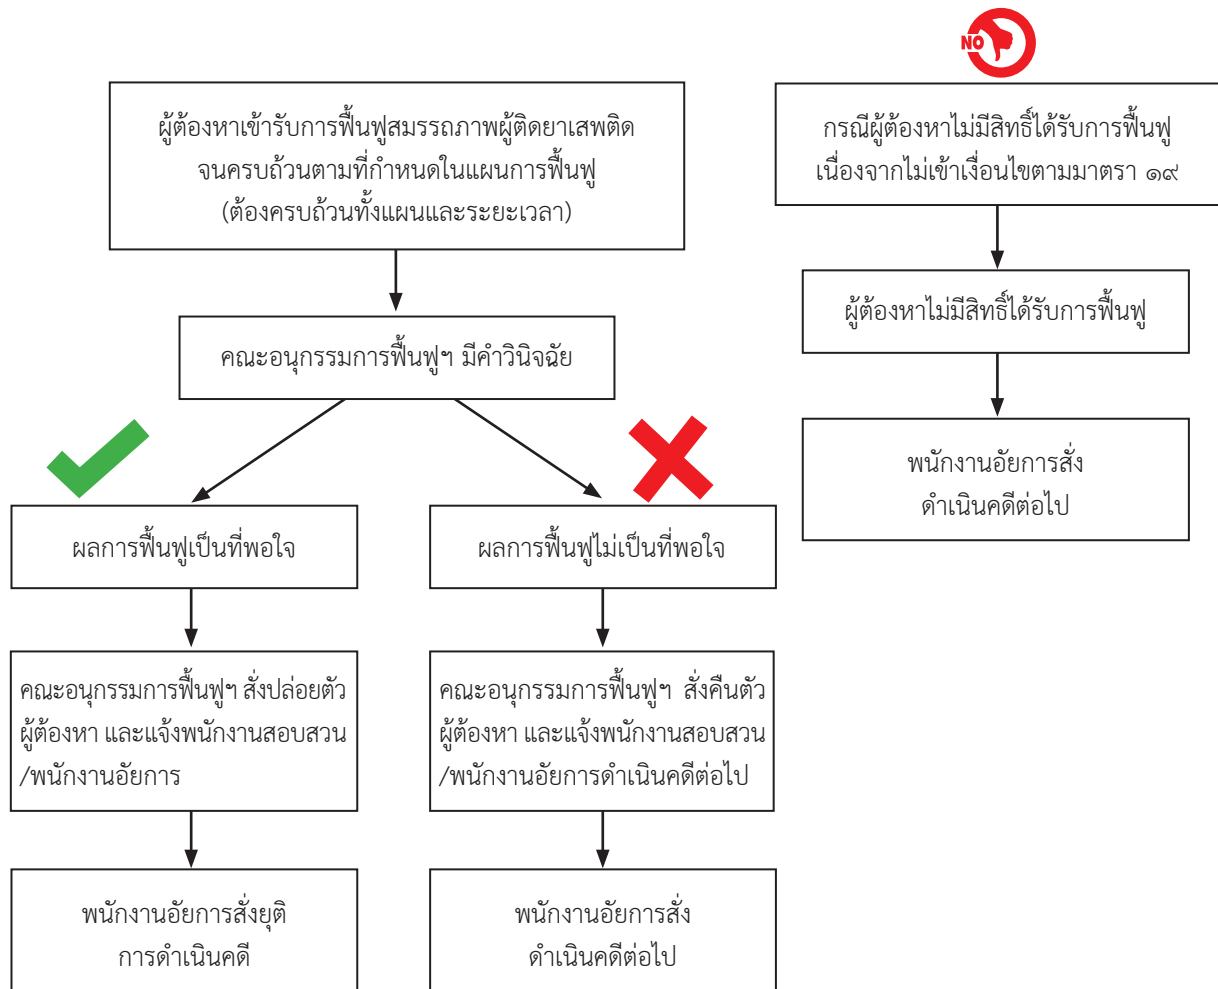 NO
ผู้ต้องหาเข้ารับการฟื้นฟูสมรรถภาพผู้ติดยาเสพติด
จนครบถ้วนตามที่กำหนดในแผนการฟื้นฟู
(ต้องครบถ้วนทั้งแผนและระยะเวลา)
คณะอนุกรรมการฟื้นฟูฯ มีคำวินิจฉัย
ผลการฟื้นฟูเป็นที่พอใจ
คณะอนุกรรมการฟื้นฟูฯ สั่งปล่อยตัว
ผู้ต้องหา และแจ้งพนักงานสอบสวน
/พนักงานอัยการ
พนักงานอัยการสั่งยุติ
การดำเนินคดี
ผลการฟื้นฟูไม่เป็นที่พอใจ
คณะอนุกรรมการฟื้นฟูฯ สั่งคืนตัว
ผู้ต้องหา และแจ้งพนักงานสอบสวน
/พนักงานอัยการดำเนินคดีต่อไป
พนักงานอัยการสั่ง
ดำเนินคดีต่อไป
กรณีผู้ต้องหาไม่มีสิทธิ์ได้รับการฟื้นฟู
เนื่องจากไม่เข้าเงื่อนไขตามมาตรา ๑๙
ผู้ต้องหาไม่มีสิทธิ์ได้รับการฟื้นฟู
พนักงานอัยการสั่ง
ดำเนินคดีต่อไป